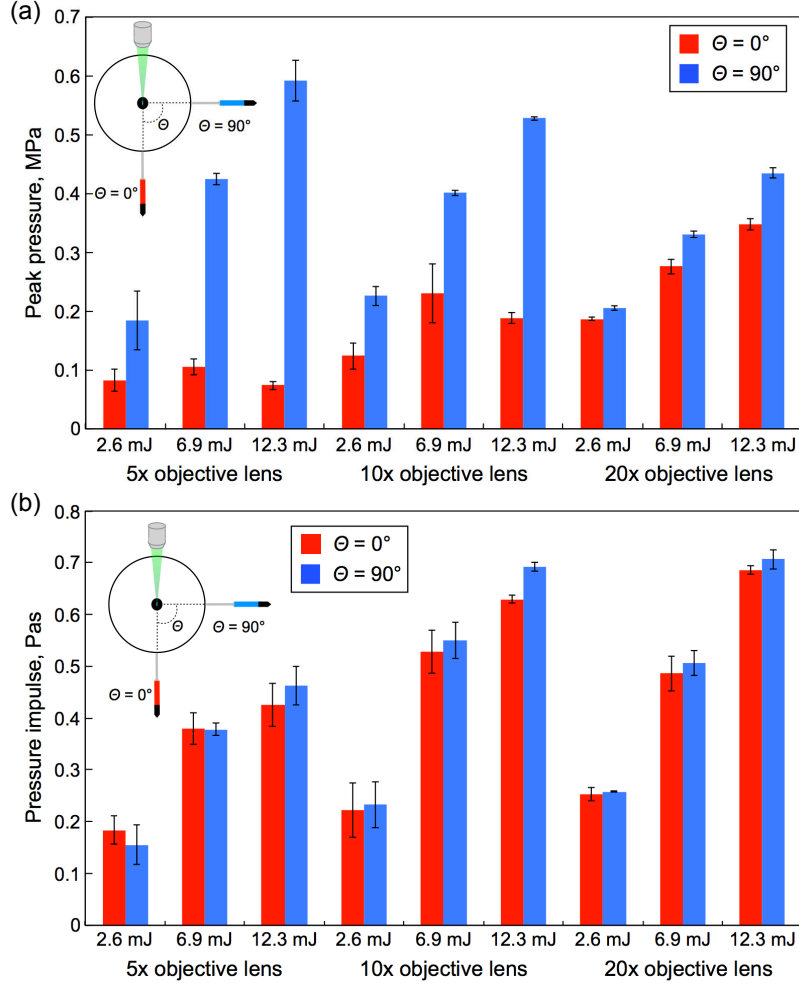 (a)
0.7
0.6
0.5
0.4
0.3
0.2
0.1
0
Peak pressure, MPa
Θ
Θ = 90°
Θ = 0°
Θ = 0°
Θ = 90°
2.6 mJ 6.9 mJ 12.3 mJ 2.6 mJ 6.9 mJ 12.3 mJ 2.6 mJ 6.9 mJ 12.3 mJ
5x objective lens 10x objective lens 20x objective lens
(b)
0.8
0.7
0.6
0.5
0.4
0.3
0.2
0.1
0
Pressure impulse, Pas
Θ
Θ = 90°
Θ = 0°
Θ = 0°
Θ = 90°
2.6 mJ 6.9 mJ 12.3 mJ 2.6 mJ 6.9 mJ 12.3 mJ 2.6 mJ 6.9 mJ 12.3 mJ
5x objective lens 10x objective lens 20x objective lens